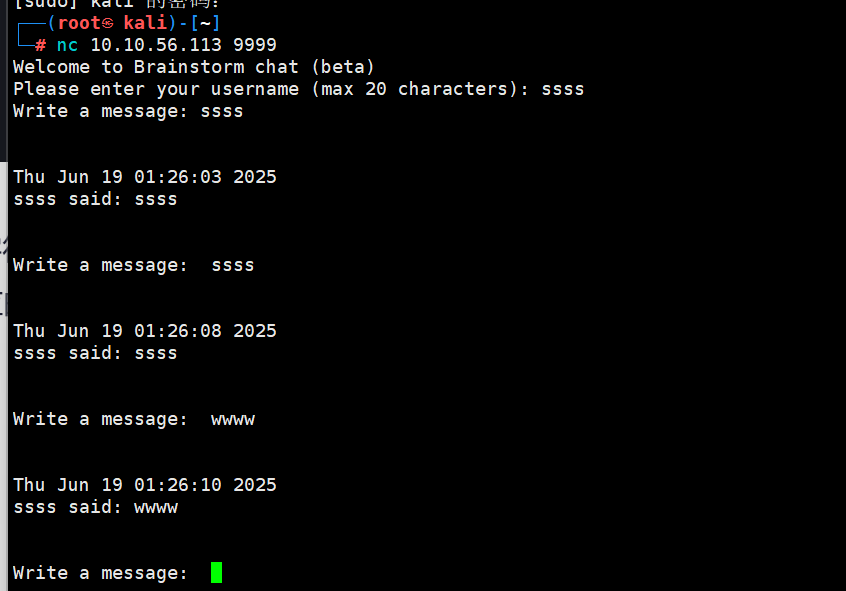 [sudo] kali 的密码：
┌──(root㉿ kali)-[~]
└─# nc 10.10.56.113 9999
Welcome to Brainstorm chat (beta)
Please enter your username (max 20 characters): ssss
Write a message: ssss
Thu Jun 19 01:26:03 2025
ssss said: ssss
Write a message:  ssss
Thu Jun 19 01:26:08 2025
ssss said: ssss
Write a message:  wwww
Thu Jun 19 01:26:10 2025
ssss said: wwww
Write a message: